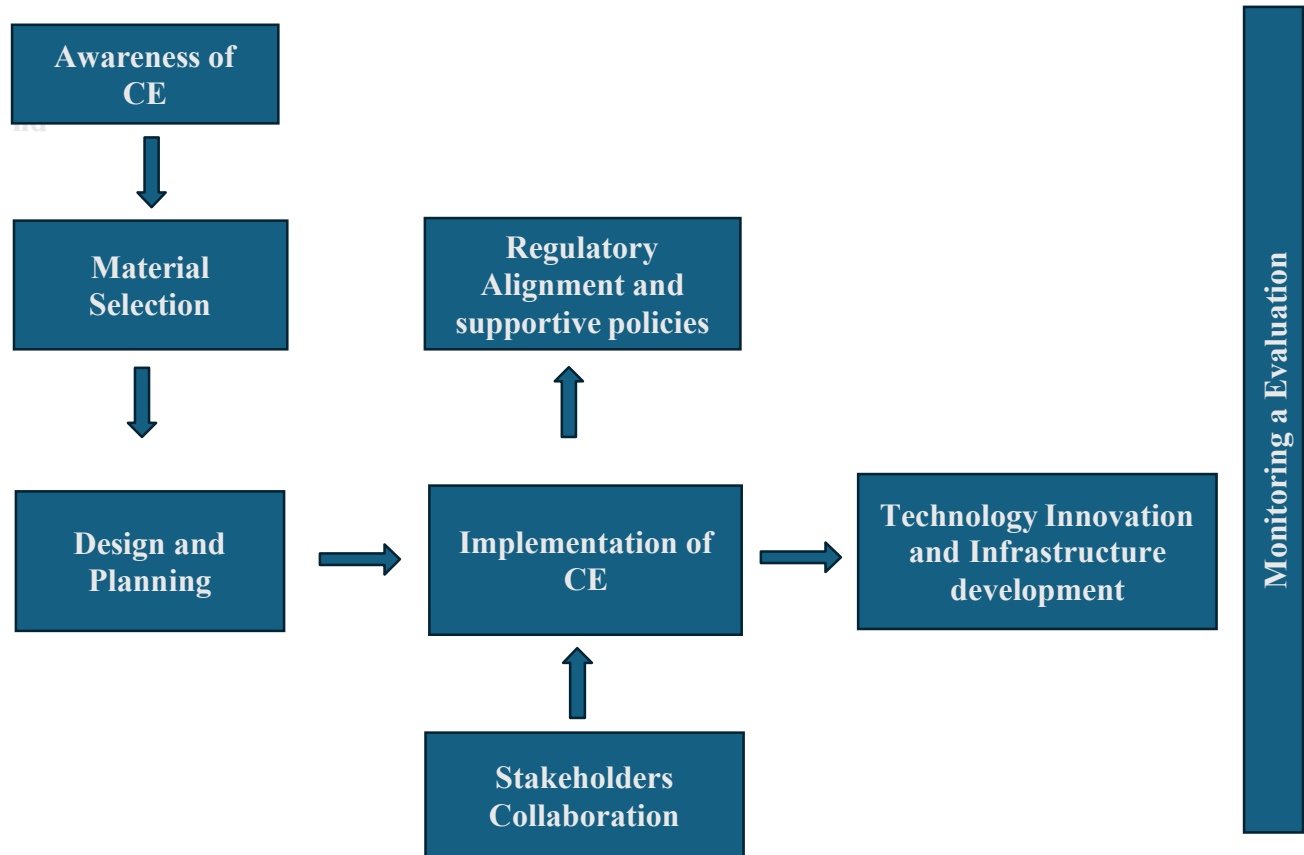 Awareness of
CE
nd
Material
Selection
Regulatory
Alignment and
supportive policies
Design and
Planning
Implementation of
CE
Technology Innovation
and Infrastructure
development
Stakeholders
Collaboration
Monitoring a Evaluation